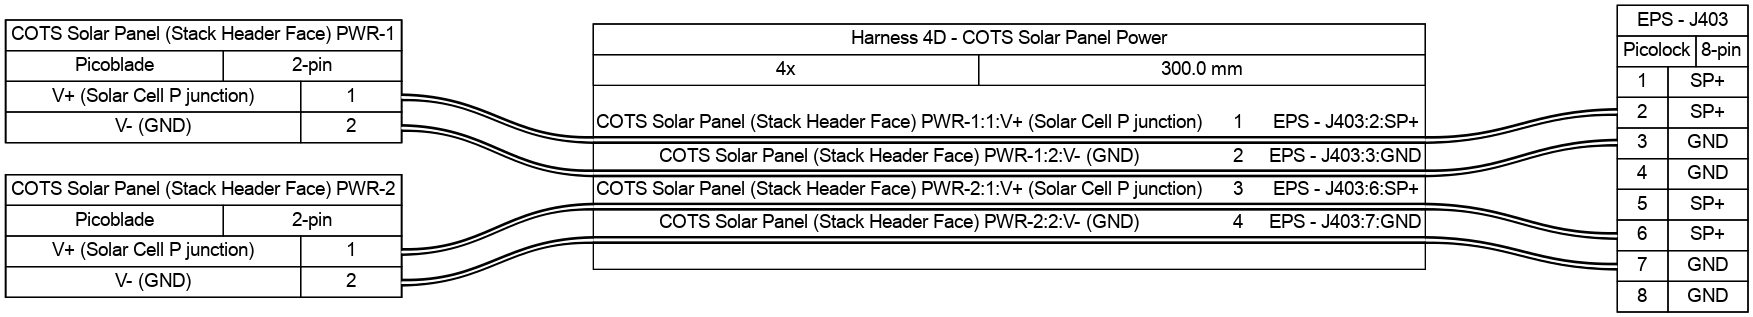 COTS Solar Panel (Stack Header Face) PWR-1
Picoblade 2-pin
V+ (Solar Cell P junction) 1
V- (GND) 2
COTS Solar Panel (Stack Header Face) PWR-2
Picoblade 2-pin
V+ (Solar Cell P junction) 1
V- (GND) 2
Harness 4D - COTS Solar Panel Power
4x 300.0 mm
COTS Solar Panel (Stack Header Face) PWR-1:1:V+ (Solar Cell P junction) 1 EPS - J403:2:SP+
COTS Solar Panel (Stack Header Face) PWR-1:2:V- (GND) 2 EPS - J403:3:GND
COTS Solar Panel (Stack Header Face) PWR-2:1:V+ (Solar Cell P junction) 3 EPS - J403:6:SP+
COTS Solar Panel (Stack Header Face) PWR-2:2:V- (GND) 4 EPS - J403:7:GND
EPS - J403
Picolock 8-pin
1 SP+
2 SP+
3 GND
4 GND
5 SP+
6 SP+
7 GND
8 GND